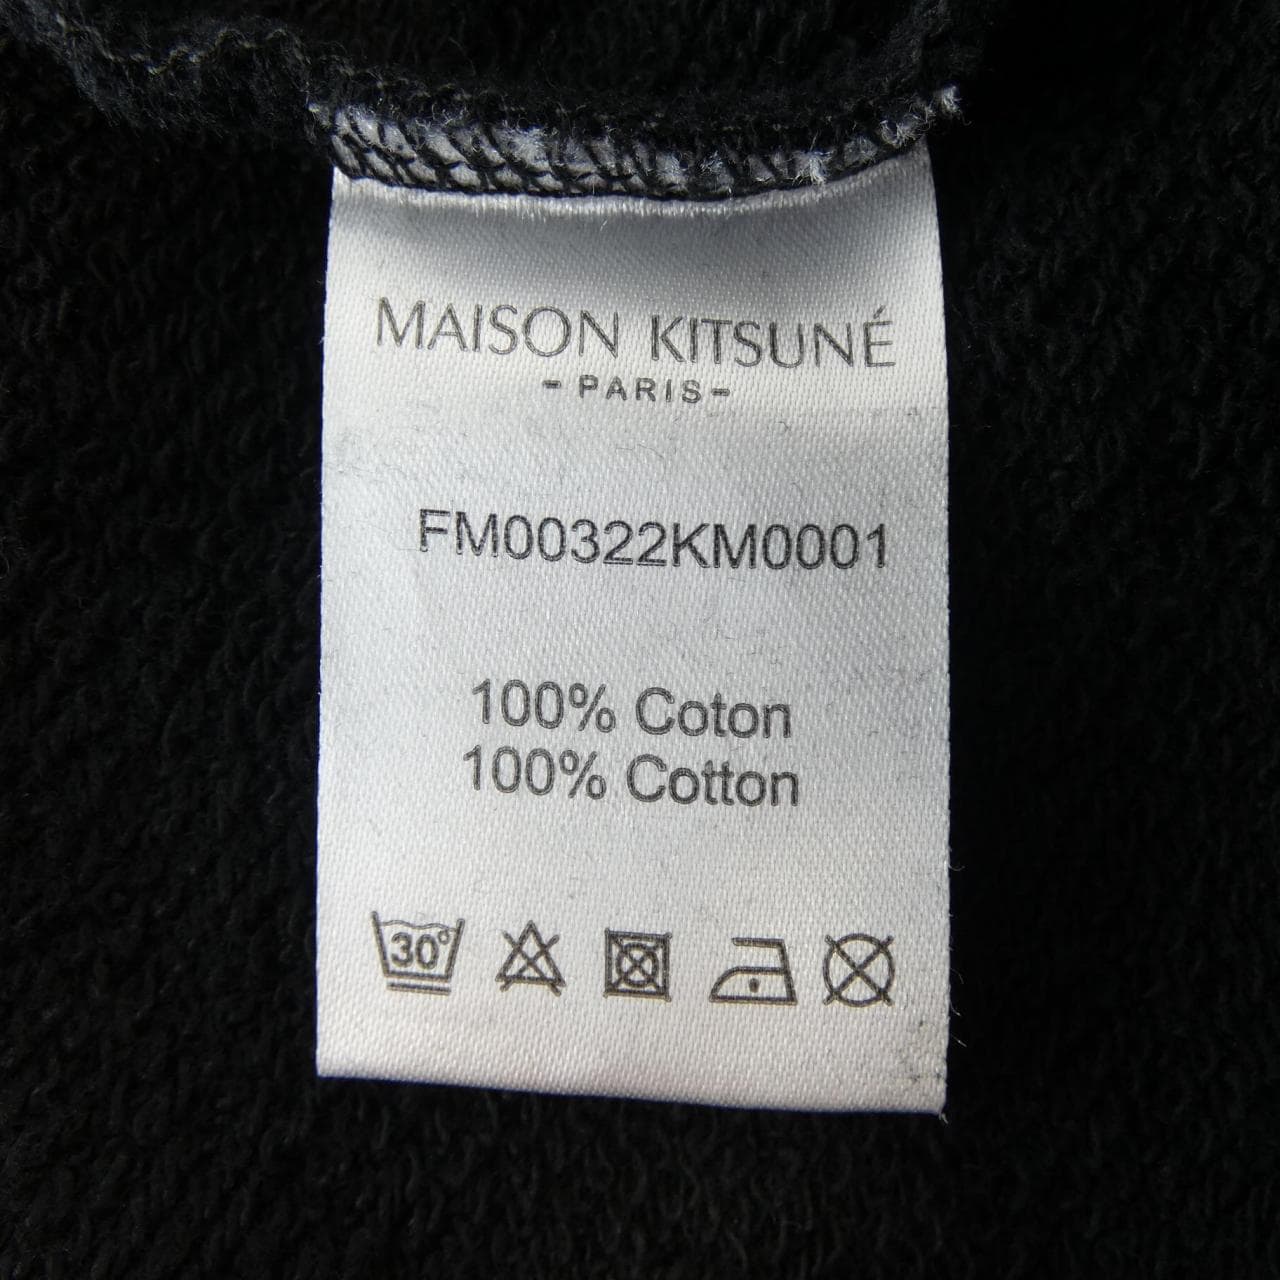 MAISON KITSUNÉ
- PARIS -
FM00322KM0001
100% Coton
100% Cotton
30°